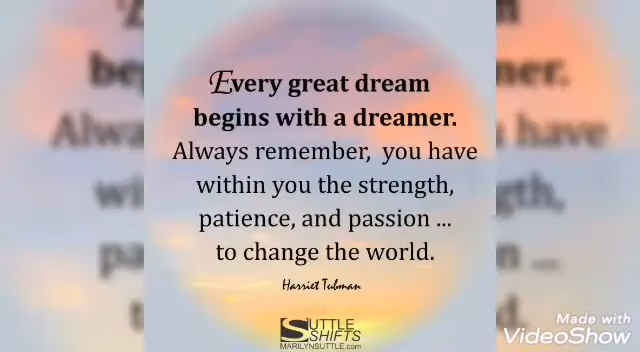 Every great dream
begins with a dreamer.
Always remember, you have
within you the strength,
patience, and passion ...
to change the world.
Harriet Tubman
SUTTLE
SHIFTS
MARILYNSUTTLE.com
Made with
VideoShow